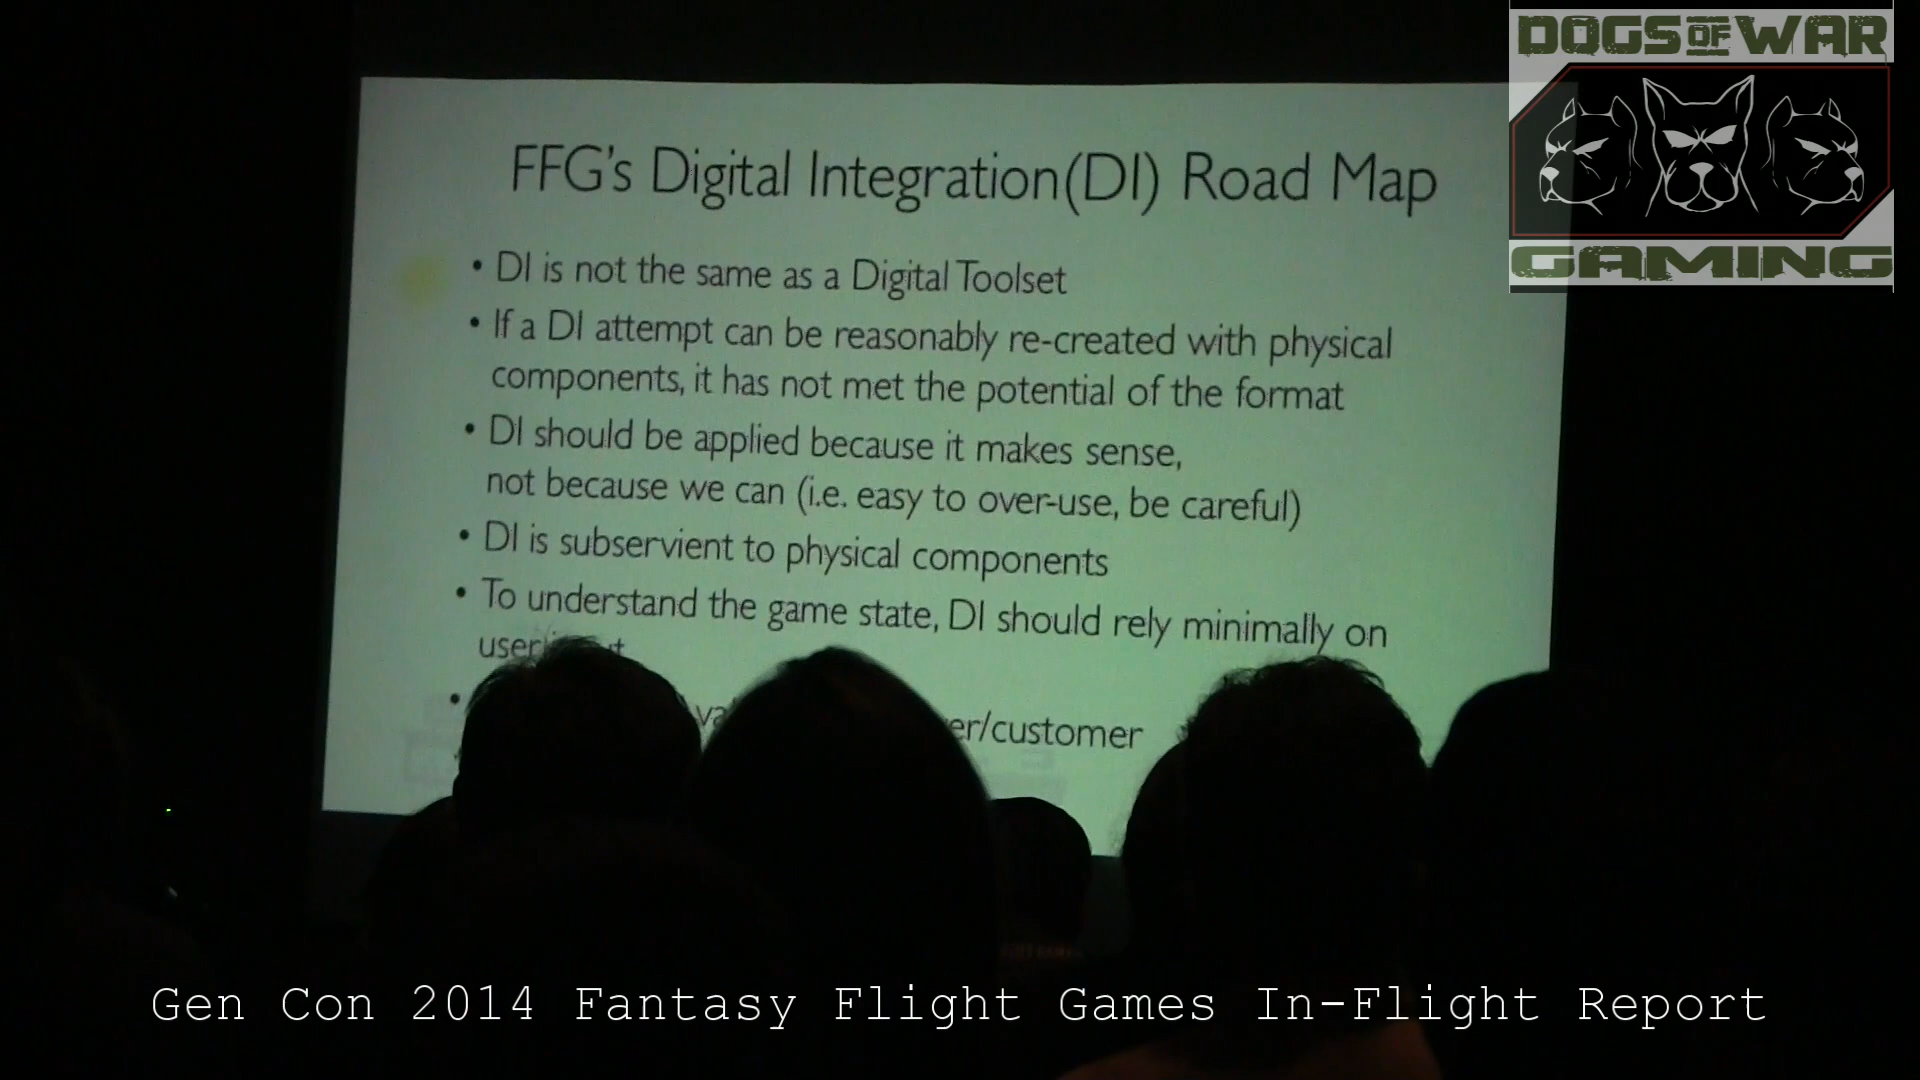 DOGS OF WAR
GAMING
FFG's Digital Integration(DI) Road Map
• DI is not the same as a Digital Toolset
• If a DI attempt can be reasonably re-created with physical
components, it has not met the potential of the format
• DI should be applied because it makes sense,
not because we can (i.e. easy to over-use, be careful)
• DI is subservient to physical components
• To understand the game state, DI should rely minimally on
user
• er/customer
Gen Con 2014 Fantasy Flight Games In-Flight Report